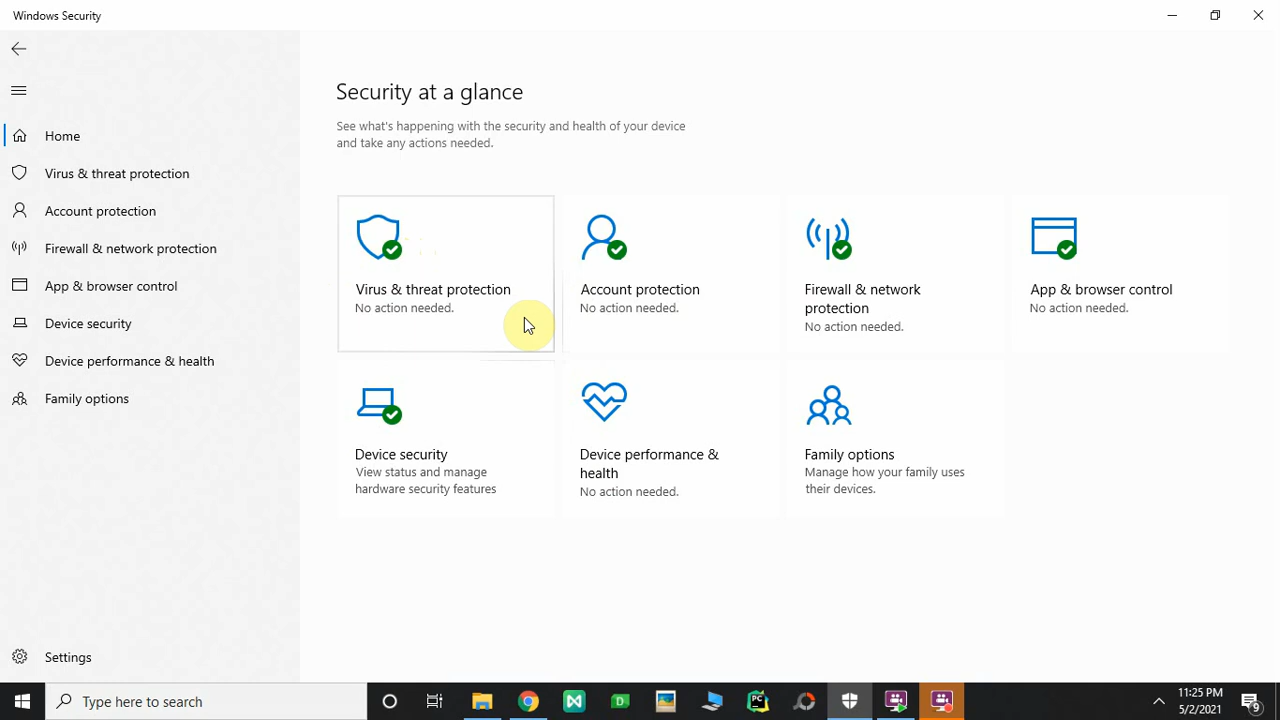 Windows Security
Home
Virus & threat protection
Account protection
Firewall & network protection
App & browser control
Device security
Device performance & health
Family options
Settings
Security at a glance
See what's happening with the security and health of your device
and take any actions needed.
Virus & threat protection
No action needed.
Account protection
No action needed.
Firewall & network
protection
No action needed.
App & browser control
No action needed.
Device security
View status and manage
hardware security features
Device performance &
health
No action needed.
Family options
Manage how your family uses
their devices.
Type here to search
D
PC
11:25 PM
5/2/2021
9